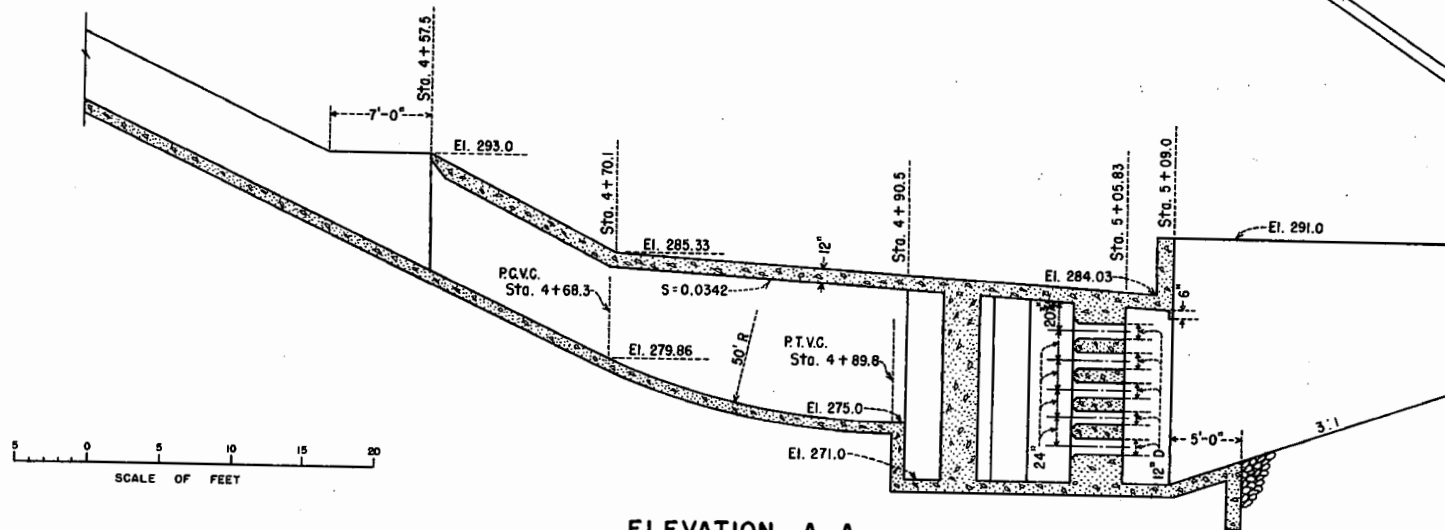 Sta. 4+57.5
7'-0"
El. 293.0
Sta. 4+70.1
El. 285.33
12"
Sta. 4+90.5
Sta. 5+05.83
Sta. 5+09.0
El. 291.0
El. 284.03
6"
P.C.V.C.
Sta. 4+68.3
S=0.0342
20"
50' R
El. 279.86
P.T.V.C.
Sta. 4+89.8
El. 275.0
El. 271.0
24"
12" D
5'-0"
3:1
5 0 5 10 15 20
SCALE OF FEET
ELEVATION A-A